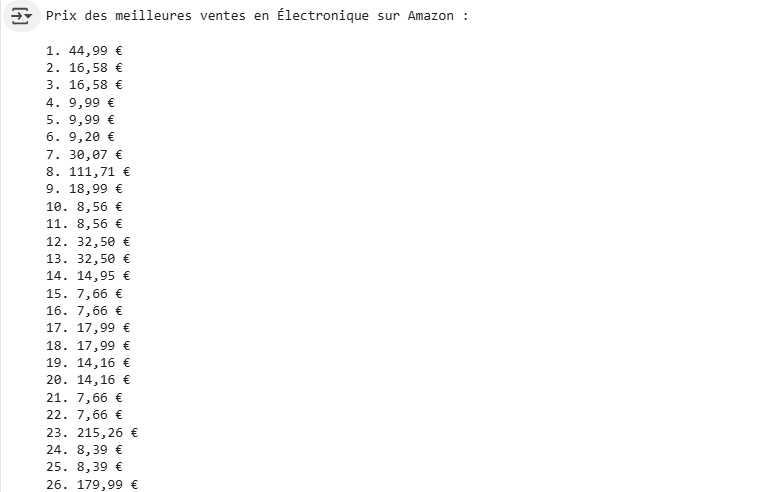 Prix des meilleures ventes en Électronique sur Amazon :
1. 44,99 €
2. 16,58 €
3. 16,58 €
4. 9,99 €
5. 9,99 €
6. 9,20 €
7. 30,07 €
8. 111,71 €
9. 18,99 €
10. 8,56 €
11. 8,56 €
12. 32,50 €
13. 32,50 €
14. 14,95 €
15. 7,66 €
16. 7,66 €
17. 17,99 €
18. 17,99 €
19. 14,16 €
20. 14,16 €
21. 7,66 €
22. 7,66 €
23. 215,26 €
24. 8,39 €
25. 8,39 €
26. 179,99 €